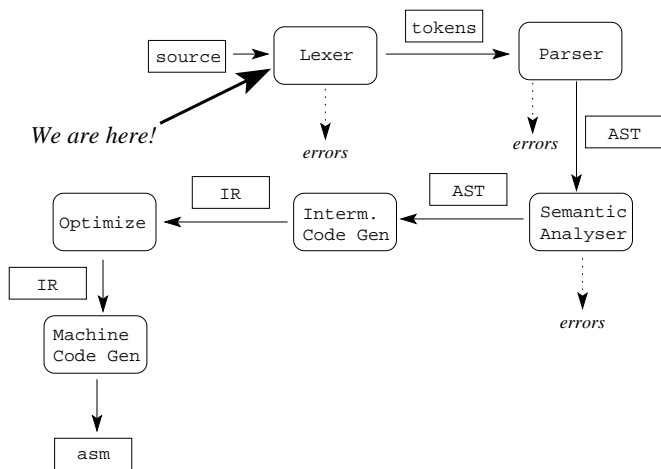 tokens
source
Lexer
Parser
We are here!
errors
errors
AST
IR
AST
Optimize
Interm.
Code Gen
Semantic
Analyser
IR
errors
Machine
Code Gen
asm